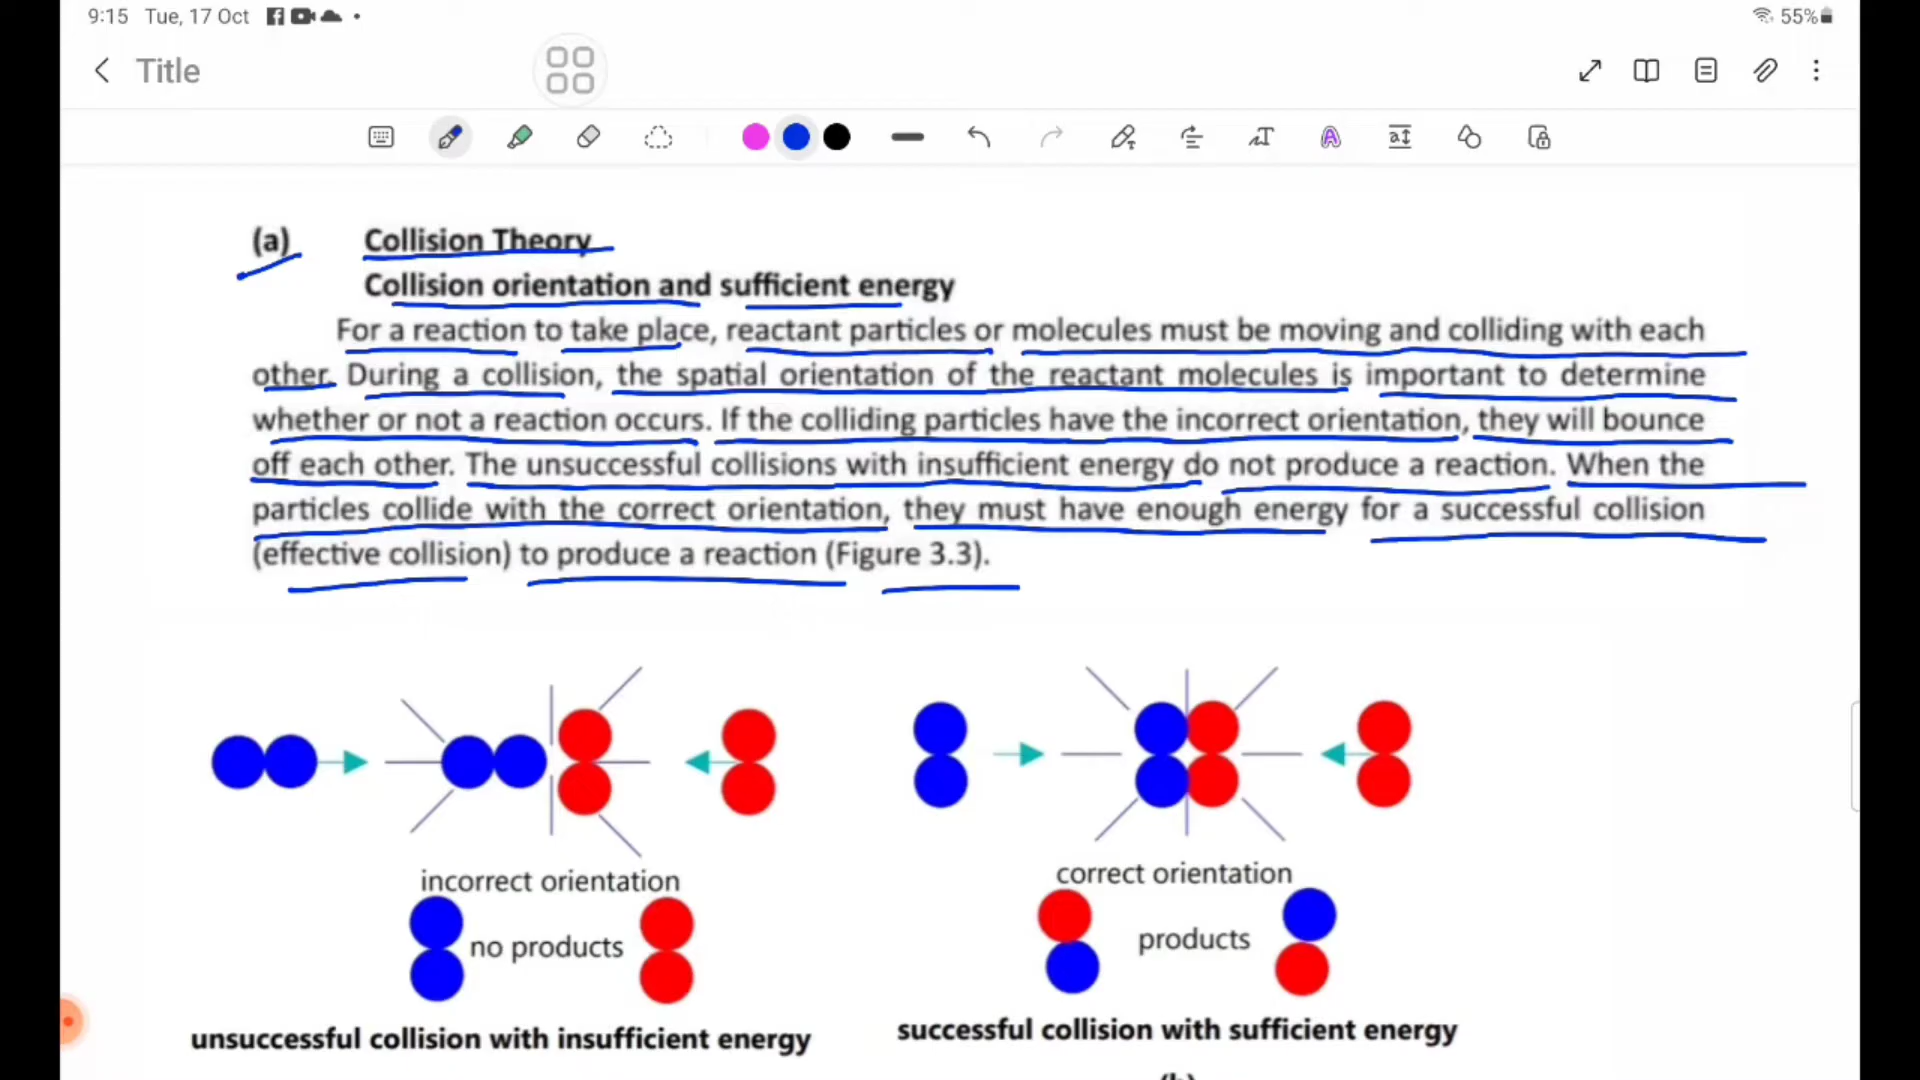 9:15 Tue, 17 Oct
55%
Title
(a) Collision Theory
Collision orientation and sufficient energy
For a reaction to take place, reactant particles or molecules must be moving and colliding with each
other. During a collision, the spatial orientation of the reactant molecules is important to determine
whether or not a reaction occurs. If the colliding particles have the incorrect orientation, they will bounce
off each other. The unsuccessful collisions with insufficient energy do not produce a reaction. When the
particles collide with the correct orientation, they must have enough energy for a successful collision
(effective collision) to produce a reaction (Figure 3.3).
incorrect orientation
no products
unsuccessful collision with insufficient energy
correct orientation
products
successful collision with sufficient energy